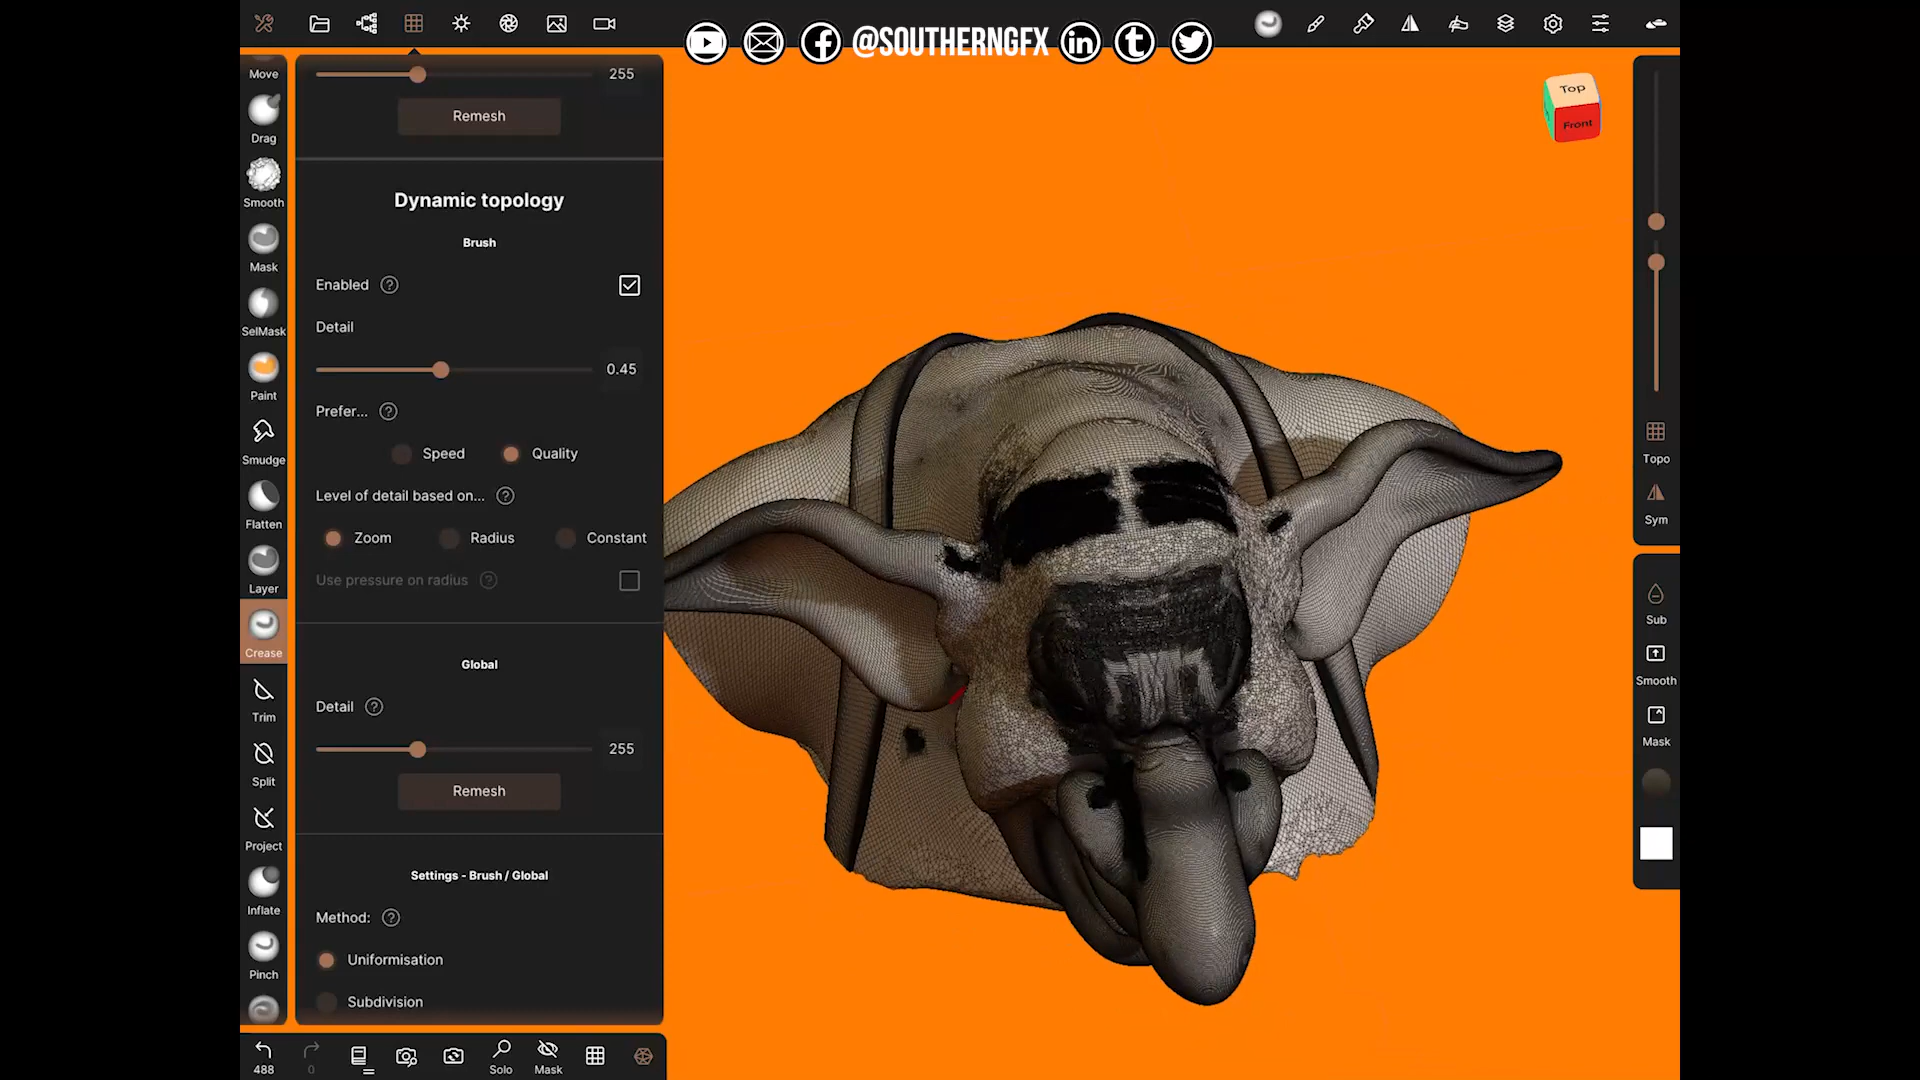 @SOUTHERNGFX
Move
Drag
Smooth
Mask
SelMask
Paint
Smudge
Flatten
Layer
Crease
Trim
Split
Project
Inflate
Pinch
255
Remesh
Dynamic topology
Brush
Enabled ?
Detail
0.45
Prefer... ?
Speed Quality
Level of detail based on... ?
Zoom Radius Constant
Use pressure on radius ?
Global
Detail ?
255
Remesh
Settings - Brush / Global
Method: ?
Uniformisation
Subdivision
488
0
Solo
Mask
Top
Front
Topo
Sym
Sub
Smooth
Mask